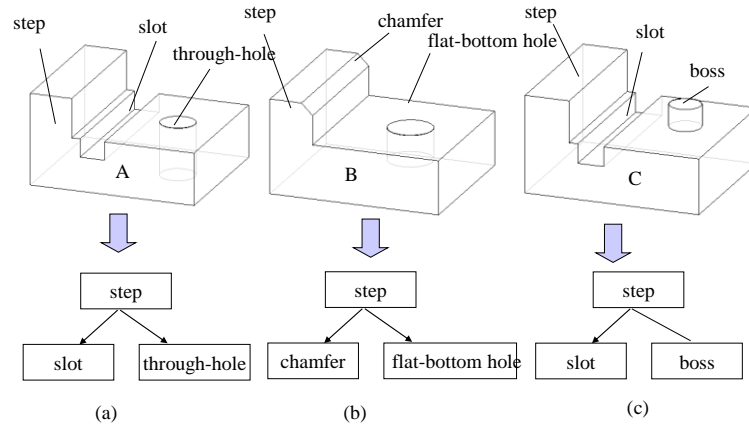 step
slot
through-hole
A
step
chamfer
flat-bottom hole
B
step
slot
boss
C
step
slot
through-hole
step
chamfer
flat-bottom hole
step
slot
boss
(a)
(b)
(c)